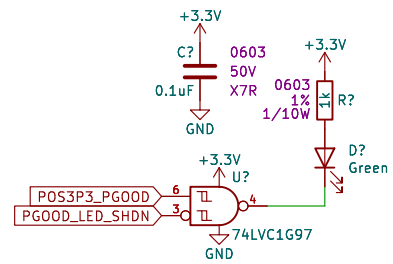 +3.3V
C?
0603
50V
0.1uF
X7R
GND
+3.3V
0603
1%
1/10W
1k
R?
D?
Green
+3.3V
U?
POS3P3_PGOOD
6
PGOOD_LED_SHDN
3
4
74LVC1G97
GND